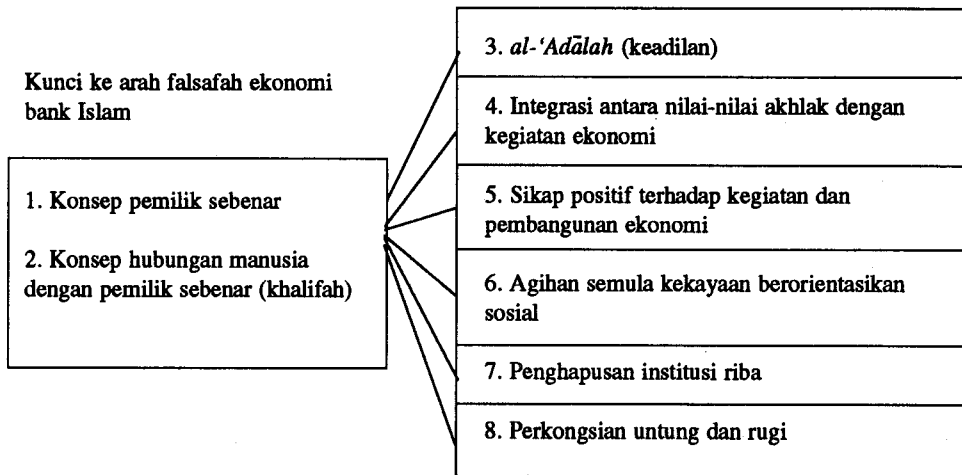 Kunci ke arah falsafah ekonomi
bank Islam
1. Konsep pemilik sebenar
2. Konsep hubungan manusia
dengan pemilik sebenar (khalifah)
3. al-‘Adālah (keadilan)
4. Integrasi antara nilai-nilai akhlak dengan
kegiatan ekonomi
5. Sikap positif terhadap kegiatan dan
pembangunan ekonomi
6. Agihan semula kekayaan berorientasikan
sosial
7. Penghapusan institusi riba
8. Perkongsian untung dan rugi